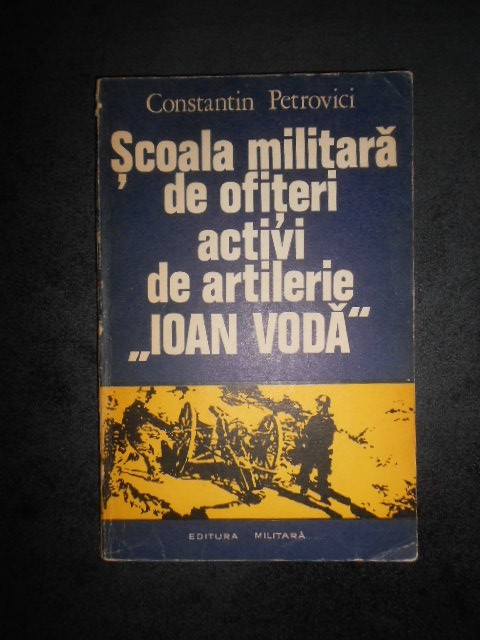 Constantin Petrovici
Școala militară
de ofițeri
activi
de artilerie
„IOAN VODĂ"
EDITURA MILITARĂ